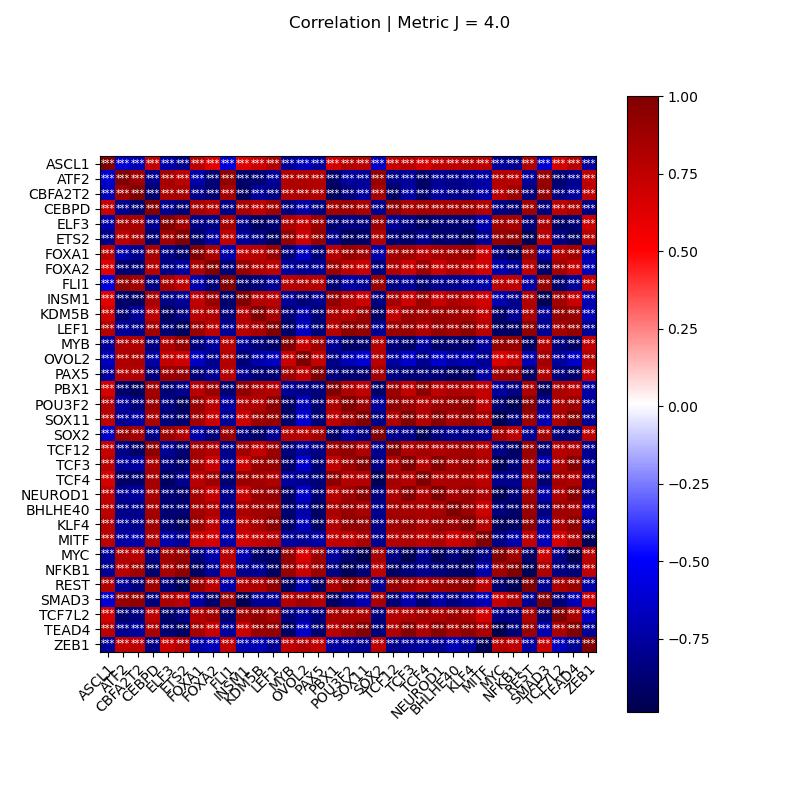 Correlation | Metric J = 4.0
ASCL1
ATF2
CBFA2T2
CEBPD
ELF3
ETS2
FOXA1
FOXA2
FLI1
INSM1
KDM5B
LEF1
MYB
OVOL2
PAX5
PBX1
POU3F2
SOX11
SOX2
TCF12
TCF3
TCF4
NEUROD1
BHLHE40
KLF4
MITF
MYC
NFKB1
REST
SMAD3
TCF7L2
TEAD4
ZEB1
ASCL1
ATF2
CBFA2T2
CEBPD
ELF3
ETS2
FOXA1
FOXA2
FLI1
INSM1
KDM5B
LEF1
MYB
OVOL2
PAX5
PBX1
POU3F2
SOX11
SOX2
TCF12
TCF3
TCF4
NEUROD1
BHLHE40
KLF4
MITF
MYC
NFKB1
REST
SMAD3
TCF7L2
TEAD4
ZEB1
1.00
0.75
0.50
0.25
0.00
−0.25
−0.50
−0.75